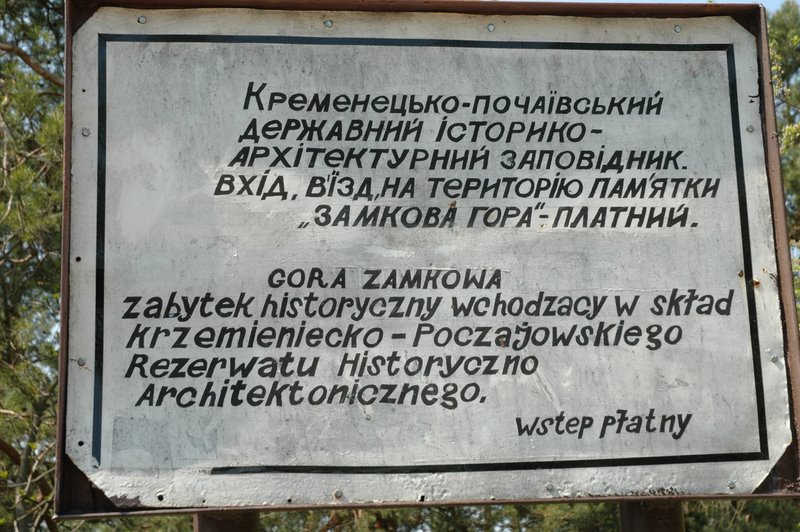 Кременецько-почаївський
державний історико-
архітектурний заповідник.
вхід, в'їзд, на територію пам'ятки
„Замкова гора“-платний.
Gora Zamkowa
zabytek historyczny wchodzacy w skład
krzemieniecko-Poczajowskiego
Rezerwatu Historyczno
Architektonicznego.
wstep płatny